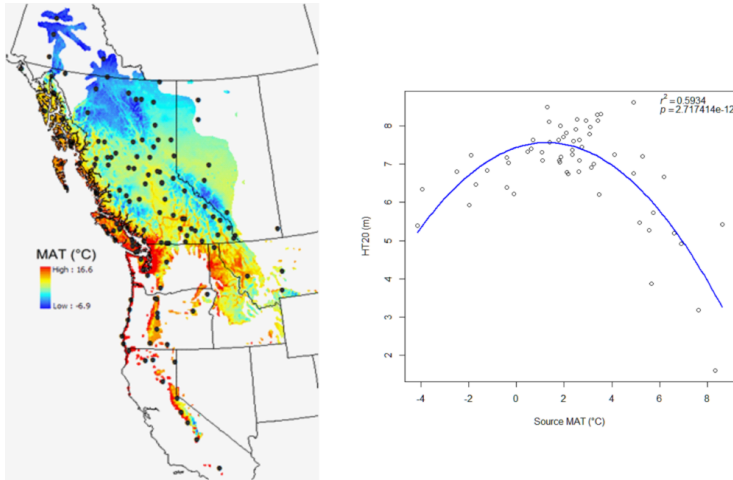 MAT (°C)
High : 16.6
Low : -6.9
r² = 0.5934
p = 2.717414e-12
8
7
6
5
4
3
2
HT20 (m)
-4 -2 0 2 4 6 8
Source MAT (°C)